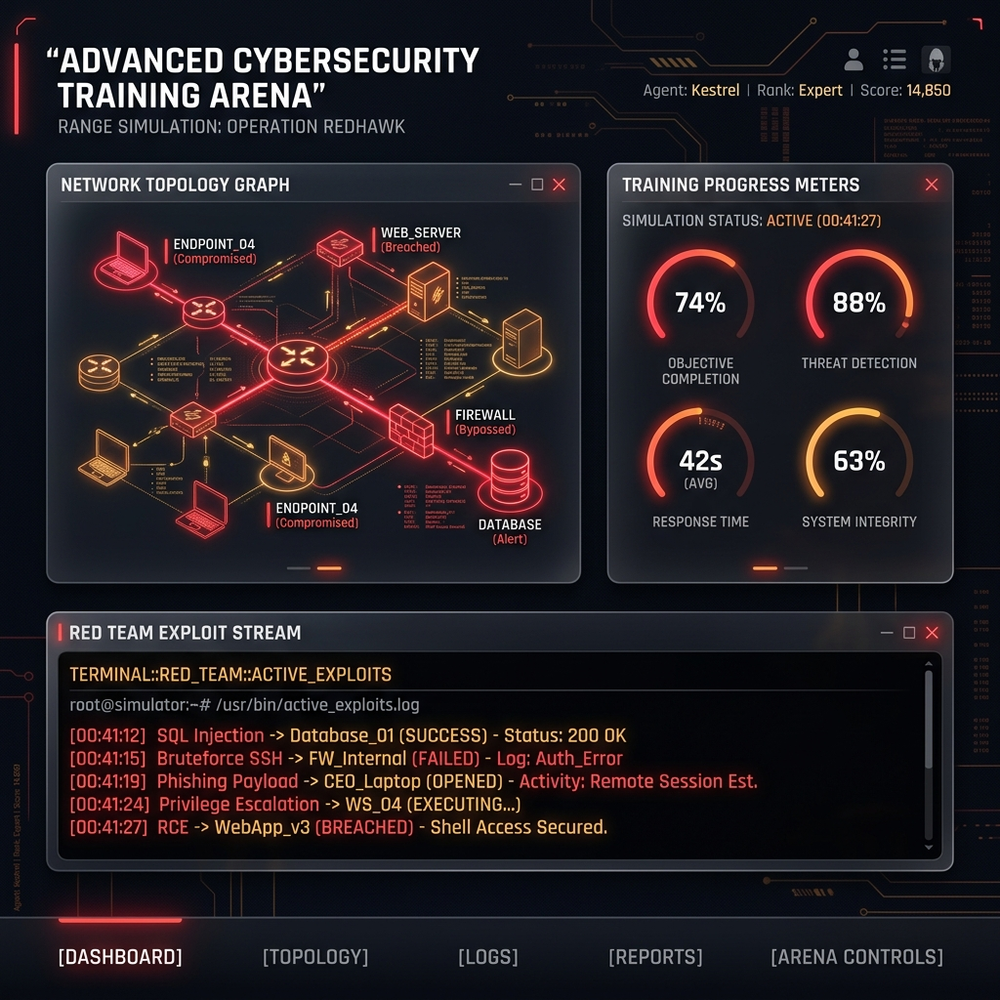 “ADVANCED CYBERSECURITY
TRAINING ARENA”
RANGE SIMULATION: OPERATION REDHAWK
Agent: Kestrel | Rank: Expert | Score: 14,850
NETWORK TOPOLOGY GRAPH
ENDPOINT_04
(Compromised)
WEB_SERVER
(Breached)
FIREWALL
(Bypassed)
ENDPOINT_04
(Compromised)
DATABASE
(Alert)
TRAINING PROGRESS METERS
SIMULATION STATUS: ACTIVE (00:41:27)
74%
OBJECTIVE
COMPLETION
88%
THREAT DETECTION
42s
(AVG)
RESPONSE TIME
63%
SYSTEM INTEGRITY
RED TEAM EXPLOIT STREAM
TERMINAL::RED_TEAM::ACTIVE_EXPLOITS
root@simulator:~# /usr/bin/active_exploits.log
[00:41:12] SQL Injection -> Database_01 (SUCCESS) - Status: 200 OK
[00:41:15] Bruteforce SSH -> FW_Internal (FAILED) - Log: Auth_Error
[00:41:19] Phishing Payload -> CEO_Laptop (OPENED) - Activity: Remote Session Est.
[00:41:24] Privilege Escalation -> WS_04 (EXECUTING...)
[00:41:27] RCE -> WebApp_v3 (BREACHED) - Shell Access Secured.
[DASHBOARD] [TOPOLOGY] [LOGS] [REPORTS] [ARENA CONTROLS]